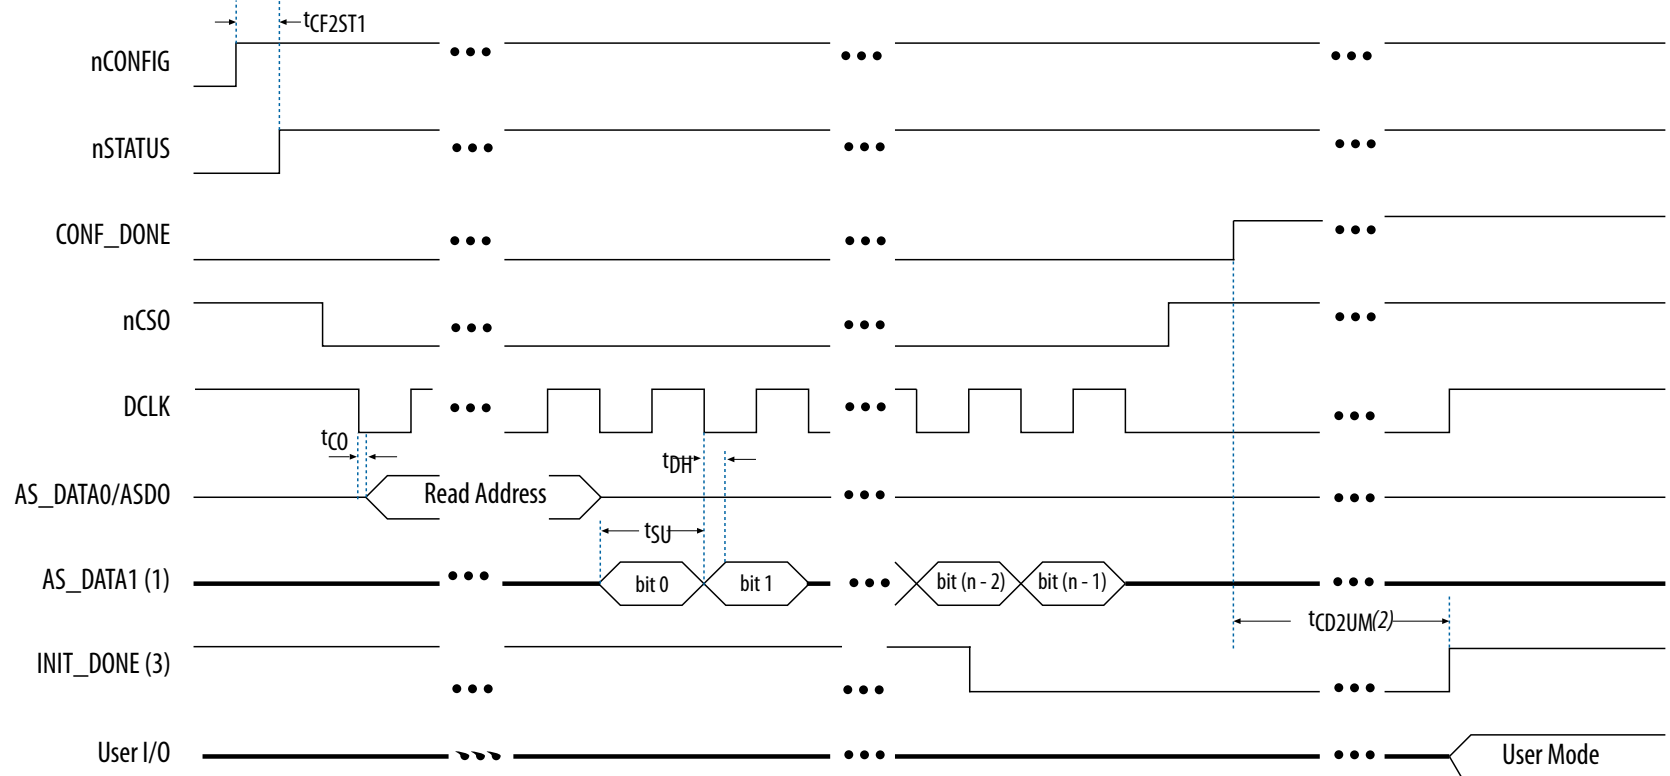 tCF2ST1
nCONFIG
nSTATUS
CONF_DONE
nCSO
DCLK
tCO
tDH
AS_DATA0/ASDO
Read Address
tSU
AS_DATA1 (1)
bit 0
bit 1
bit (n - 2)
bit (n - 1)
tCD2UM(2)
INIT_DONE (3)
User I/O
User Mode